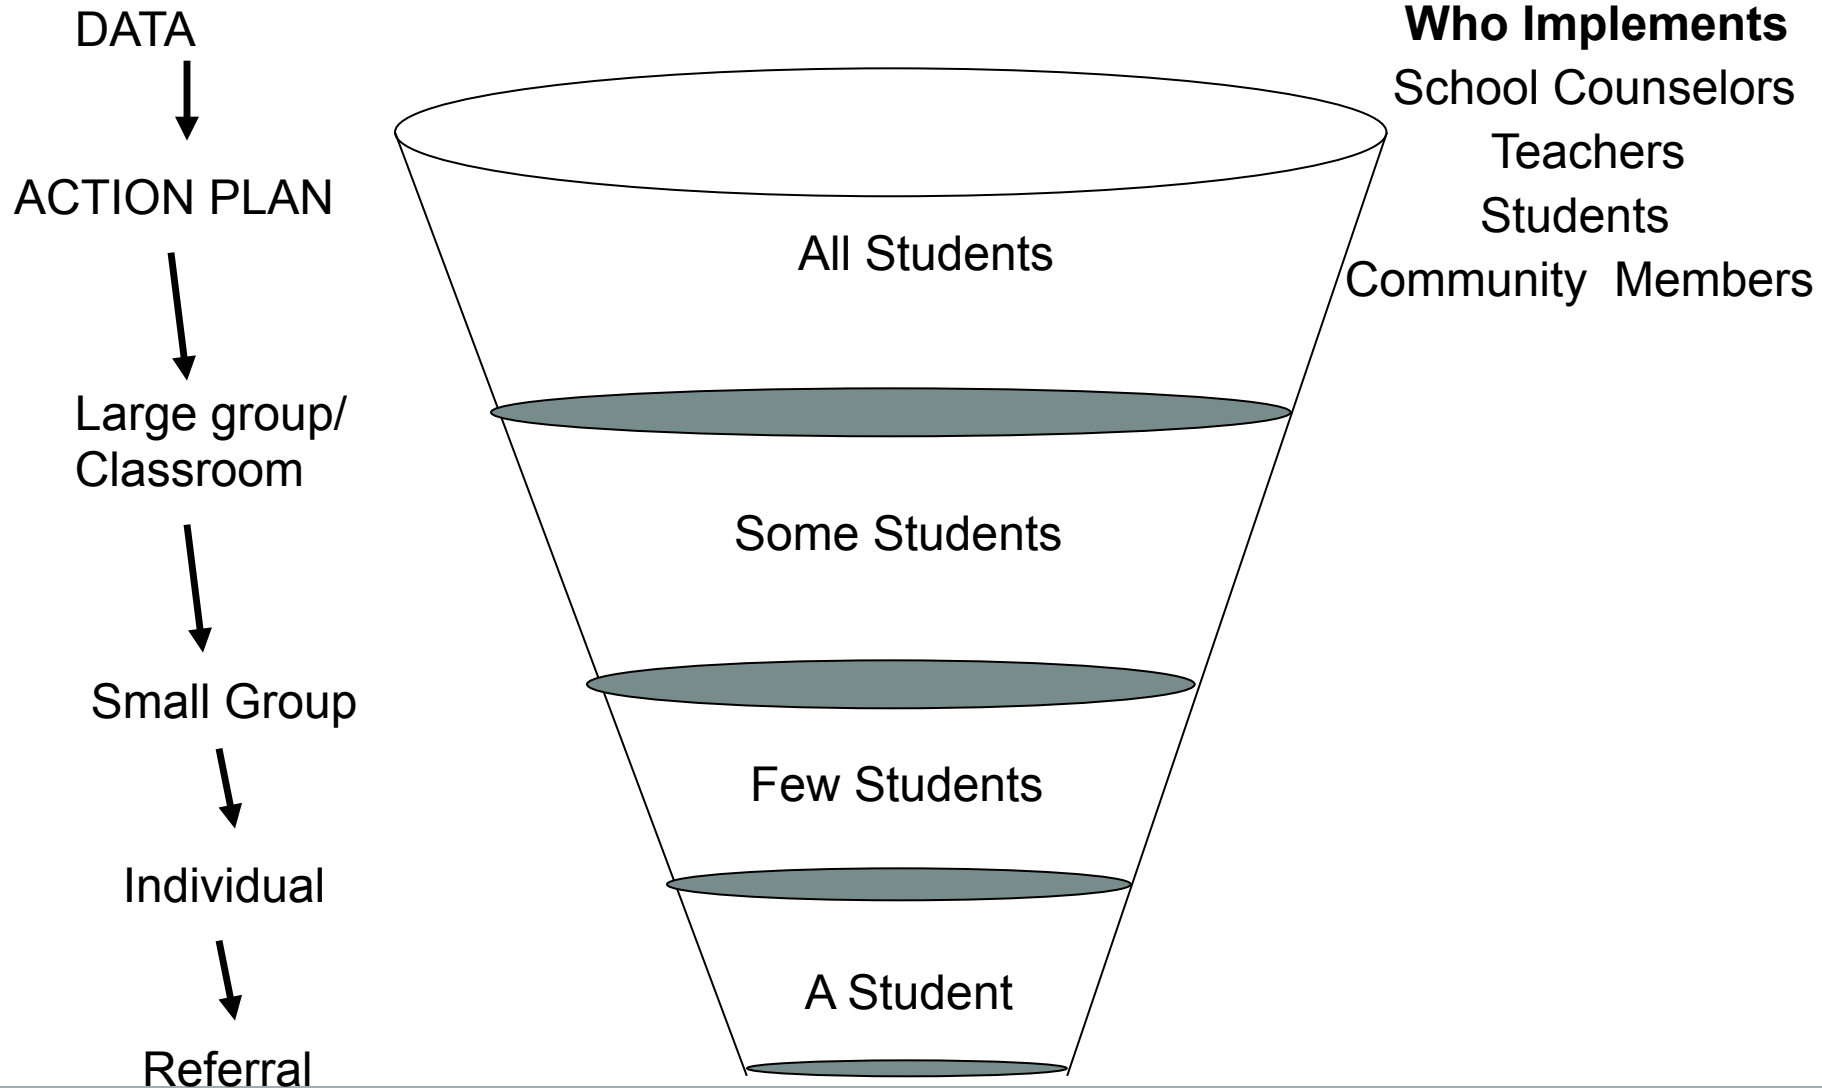 DATA
ACTION PLAN
Large group/
Classroom
Small Group
Individual
Referral
All Students
Some Students
Few Students
A Student
Who Implements
School Counselors
Teachers
Students
Community  Members